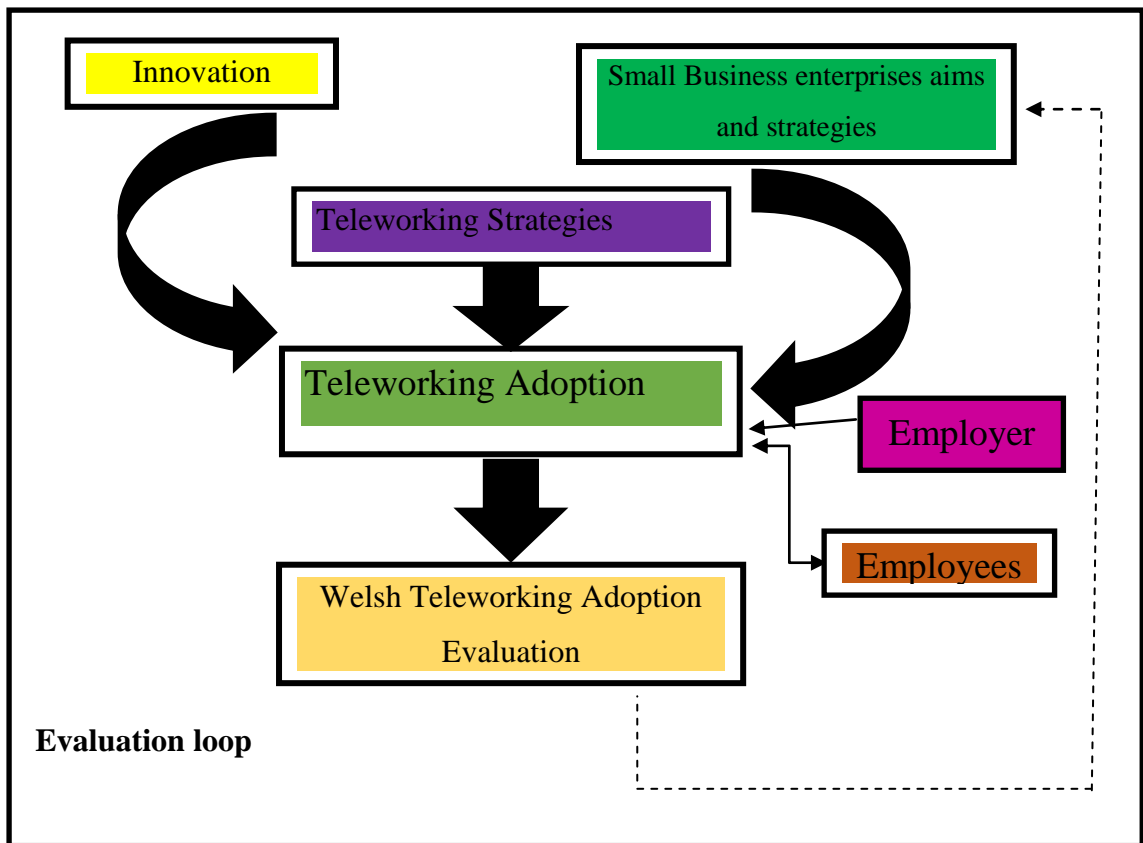 Innovation
Small Business enterprises aims
and strategies
Teleworking Strategies
Teleworking Adoption
Employer
Employees
Welsh Teleworking Adoption
Evaluation
Evaluation loop